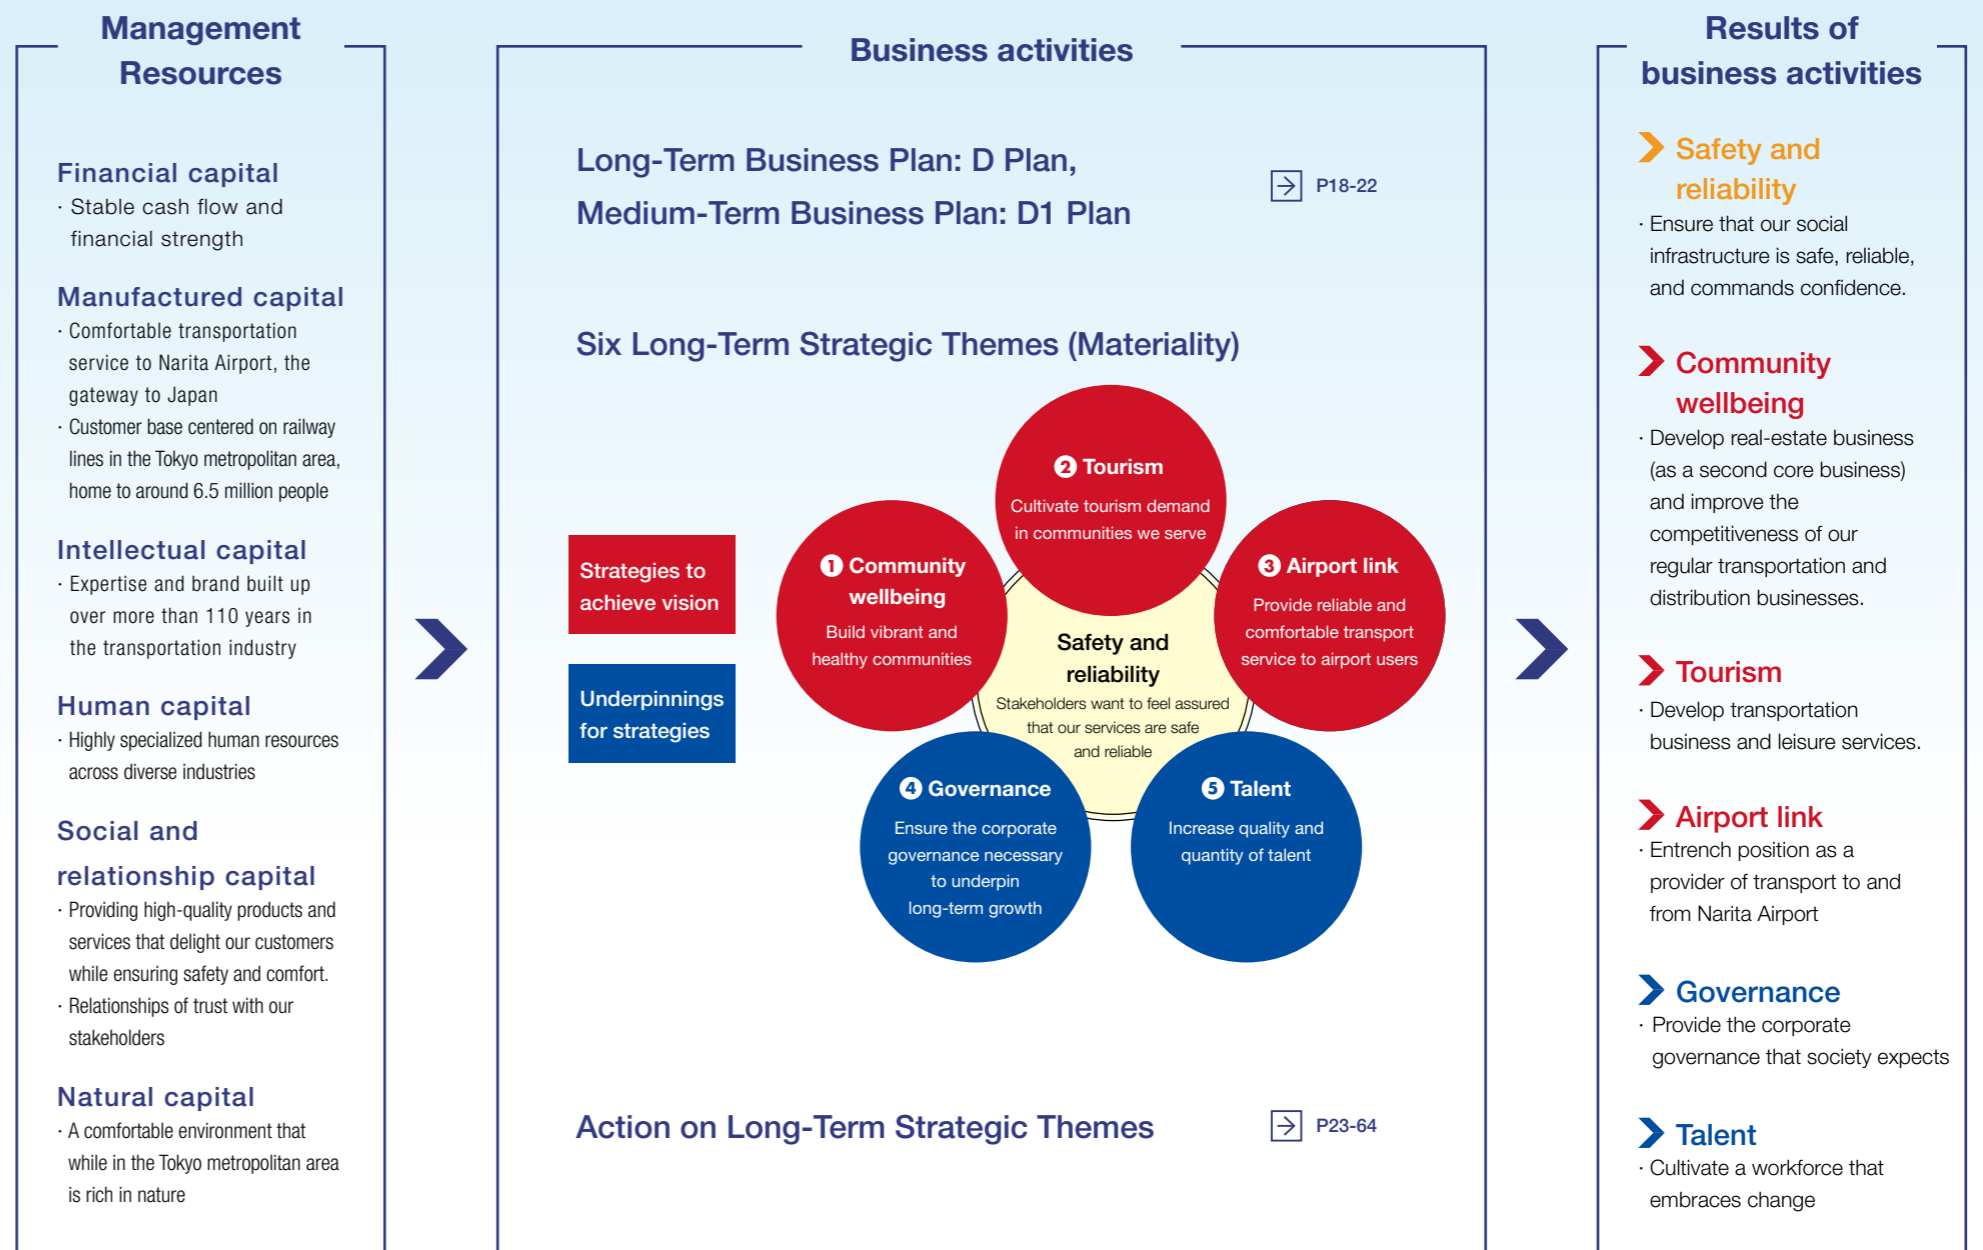 Management
Resources
Financial capital
· Stable cash flow and
financial strength
Manufactured capital
· Comfortable transportation
service to Narita Airport, the
gateway to Japan
· Customer base centered on railway
lines in the Tokyo metropolitan area,
home to around 6.5 million people
Intellectual capital
· Expertise and brand built up
over more than 110 years in
the transportation industry
Human capital
· Highly specialized human resources
across diverse industries
Social and
relationship capital
· Providing high-quality products and
services that delight our customers
while ensuring safety and comfort.
· Relationships of trust with our
stakeholders
Natural capital
· A comfortable environment that
while in the Tokyo metropolitan area
is rich in nature
Business activities
Long-Term Business Plan: D Plan,
Medium-Term Business Plan: D1 Plan
P18-22
Six Long-Term Strategic Themes (Materiality)
Strategies to
achieve vision
Underpinnings
for strategies
1 Community
wellbeing
Build vibrant and
healthy communities
2 Tourism
Cultivate tourism demand
in communities we serve
3 Airport link
Provide reliable and
comfortable transport
service to airport users
Safety and
reliability
Stakeholders want to feel assured
that our services are safe
and reliable
4 Governance
Ensure the corporate
governance necessary
to underpin
long-term growth
5 Talent
Increase quality and
quantity of talent
Action on Long-Term Strategic Themes
P23-64
Results of
business activities
Safety and
reliability
· Ensure that our social
infrastructure is safe, reliable,
and commands confidence.
Community
wellbeing
· Develop real-estate business
(as a second core business)
and improve the
competitiveness of our
regular transportation and
distribution businesses.
Tourism
· Develop transportation
business and leisure services.
Airport link
· Entrench position as a
provider of transport to and
from Narita Airport
Governance
· Provide the corporate
governance that society expects
Talent
· Cultivate a workforce that
embraces change